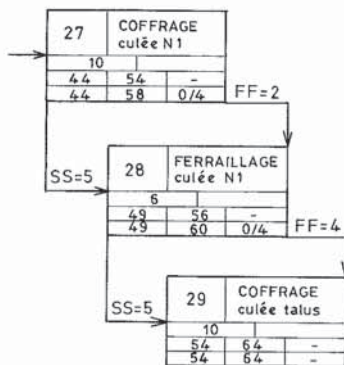 27 COFFRAGE
culée N1
10
44 54 -
44 58 0/4
FF=2
SS=5
28 FERRAILLAGE
culée N1
6
49 56 -
49 60 0/4
FF=4
SS=5
29 COFFRAGE
culée talus
10
54 64 -
54 64 -